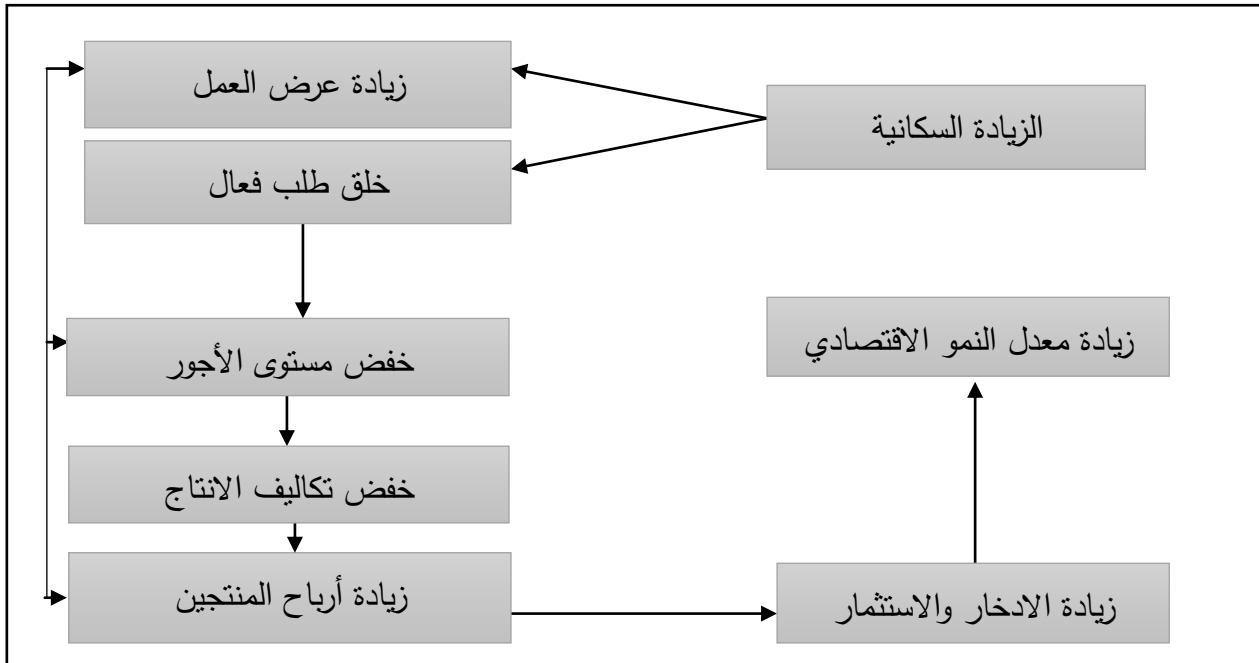 زيادة عرض العمل
الزيادة السكانية
خلق طلب فعال
خفض مستوى الأجور
زيادة معدل النمو الاقتصادي
خفض تكاليف الانتاج
زيادة أرباح المنتجين
زيادة الادخار والاستثمار